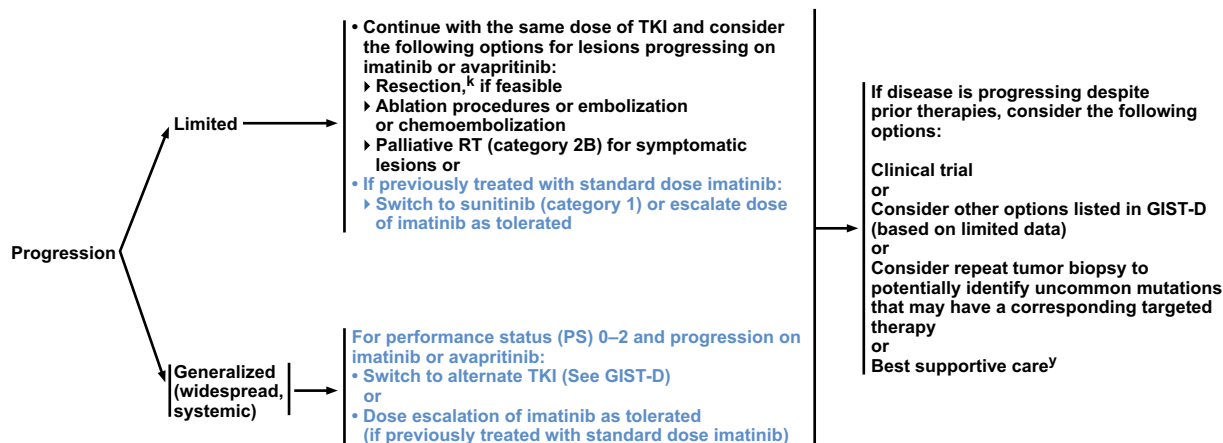 Progression
Limited
• Continue with the same dose of TKI and consider
the following options for lesions progressing on
imatinib or avapritinib:
▸ Resection,k if feasible
▸ Ablation procedures or embolization
or chemoembolization
▸ Palliative RT (category 2B) for symptomatic
lesions or
• If previously treated with standard dose imatinib:
▸ Switch to sunitinib (category 1) or escalate dose
of imatinib as tolerated
Generalized
(widespread,
systemic)
For performance status (PS) 0–2 and progression on
imatinib or avapritinib:
• Switch to alternate TKI (See GIST-D)
or
• Dose escalation of imatinib as tolerated
(if previously treated with standard dose imatinib)
If disease is progressing despite
prior therapies, consider the following
options:
Clinical trial
or
Consider other options listed in GIST-D
(based on limited data)
or
Consider repeat tumor biopsy to
potentially identify uncommon mutations
that may have a corresponding targeted
therapy
or
Best supportive carey